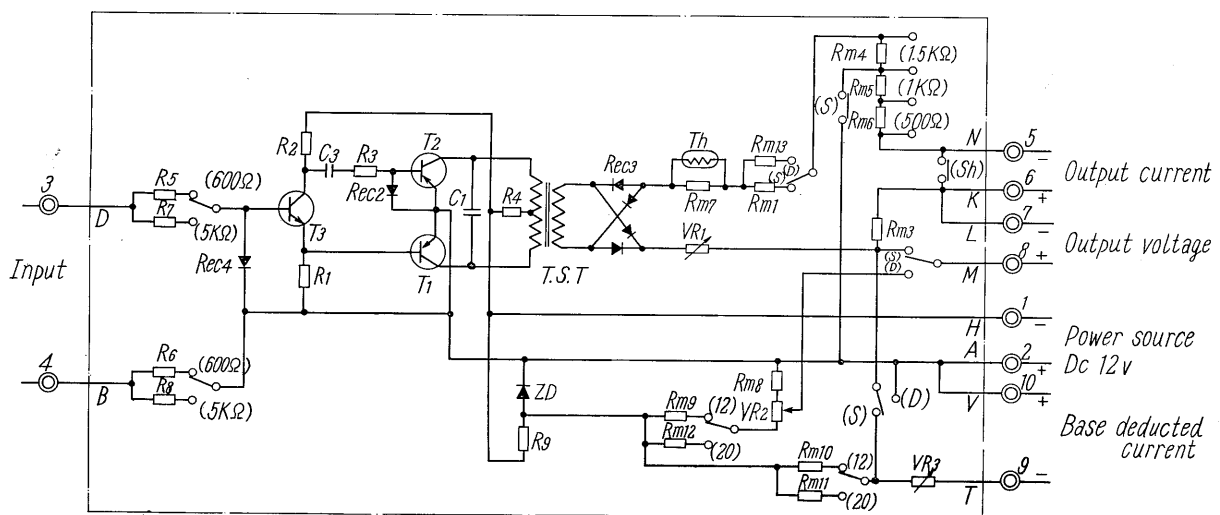 Input
3
D
4
B
R5
(600Ω)
R7
(5KΩ)
Rec4
R6
(600Ω)
R8
(5KΩ)
R2
C3
R3
T2
Rec2
T3
R1
T1
C1
R4
T.S.T
Rec3
Th
Rm7
Rm13
(D)
(S)
Rm1
VR1
Rm4
(1.5KΩ)
Rm5
(1KΩ)
Rm6
(500Ω)
(S)
(Sh)
Rm3
(S)
(D)
N
5
-
K
6
+
L
7
-
M
8
+
H
1
-
A
2
+
V
10
+
T
9
-
Output current
Output voltage
Power source
Dc 12v
Base deducted
current
ZD
R9
Rm8
VR2
Rm9
(12)
Rm12
(20)
Rm10
(12)
Rm11
(20)
(S)
(D)
VR3